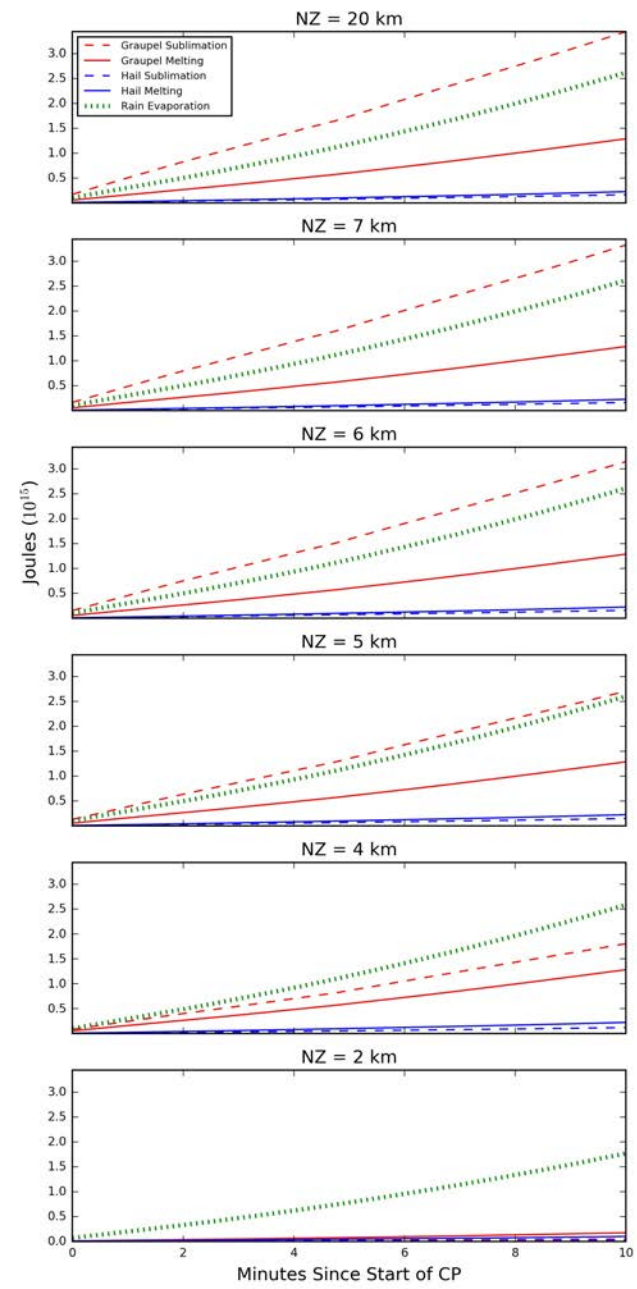 NZ = 20 km
Graupel Sublimation
Graupel Melting
Hail Sublimation
Hail Melting
Rain Evaporation
3.0
2.5
2.0
1.5
1.0
0.5
NZ = 7 km
3.0
2.5
2.0
1.5
1.0
0.5
NZ = 6 km
3.0
2.5
2.0
1.5
1.0
0.5
Joules (10^15)
NZ = 5 km
3.0
2.5
2.0
1.5
1.0
0.5
NZ = 4 km
3.0
2.5
2.0
1.5
1.0
0.5
NZ = 2 km
3.0
2.5
2.0
1.5
1.0
0.5
0.0
0 2 4 6 8 10
Minutes Since Start of CP